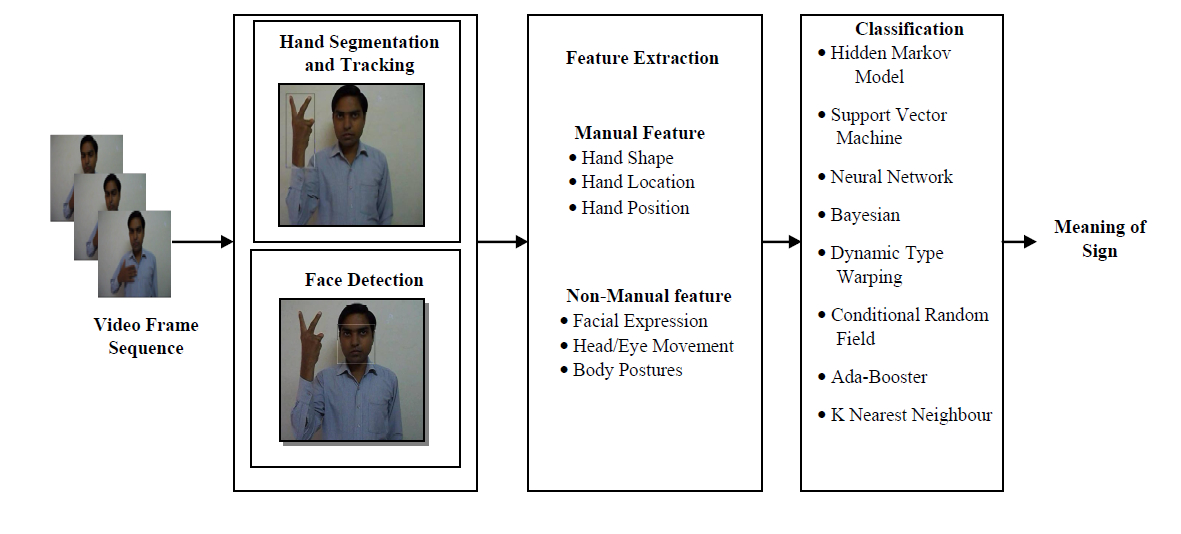 Video Frame
Sequence
Hand Segmentation
and Tracking
Face Detection
Feature Extraction
Manual Feature
• Hand Shape
• Hand Location
• Hand Position
Non-Manual feature
• Facial Expression
• Head/Eye Movement
• Body Postures
Classification
• Hidden Markov
Model
• Support Vector
Machine
• Neural Network
• Bayesian
• Dynamic Type
Warping
• Conditional Random
Field
• Ada-Booster
• K Nearest Neighbour
Meaning of
Sign